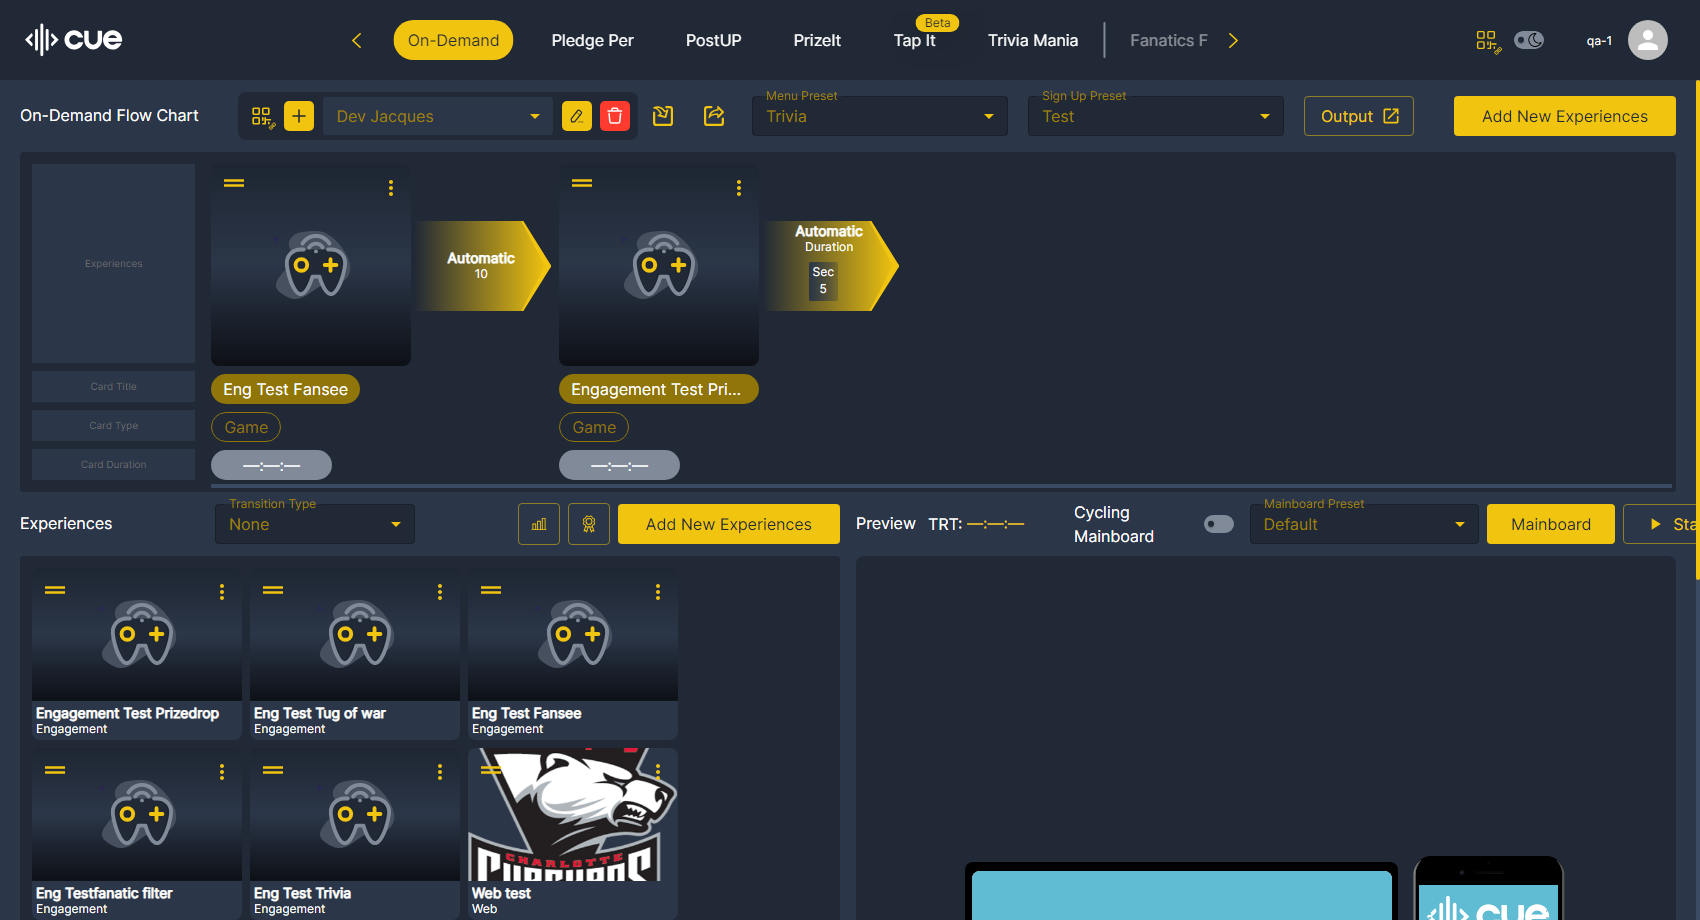 cue
On-Demand
Pledge Per
PostUP
PrizeIt
Beta
Tap It
Trivia Mania
Fanatics F
qa-1
On-Demand Flow Chart
Dev Jacques
Menu Preset
Trivia
Sign Up Preset
Test
Output
Add New Experiences
Experiences
Card Title
Card Type
Card Duration
Automatic
10
Automatic
Duration
Sec
5
Eng Test Fansee
Engagement Test Pri...
Game
Game
—:—:—
—:—:—
Experiences
Transition Type
None
Add New Experiences
Preview
TRT: —:—:—
Cycling
Mainboard
Mainboard Preset
Default
Mainboard
Sta
Engagement Test Prizedrop
Engagement
Eng Test Tug of war
Engagement
Eng Test Fansee
Engagement
CHARLOTTE
Eng Testfanatic filter
Engagement
Eng Test Trivia
Engagement
Web test
Web
cue